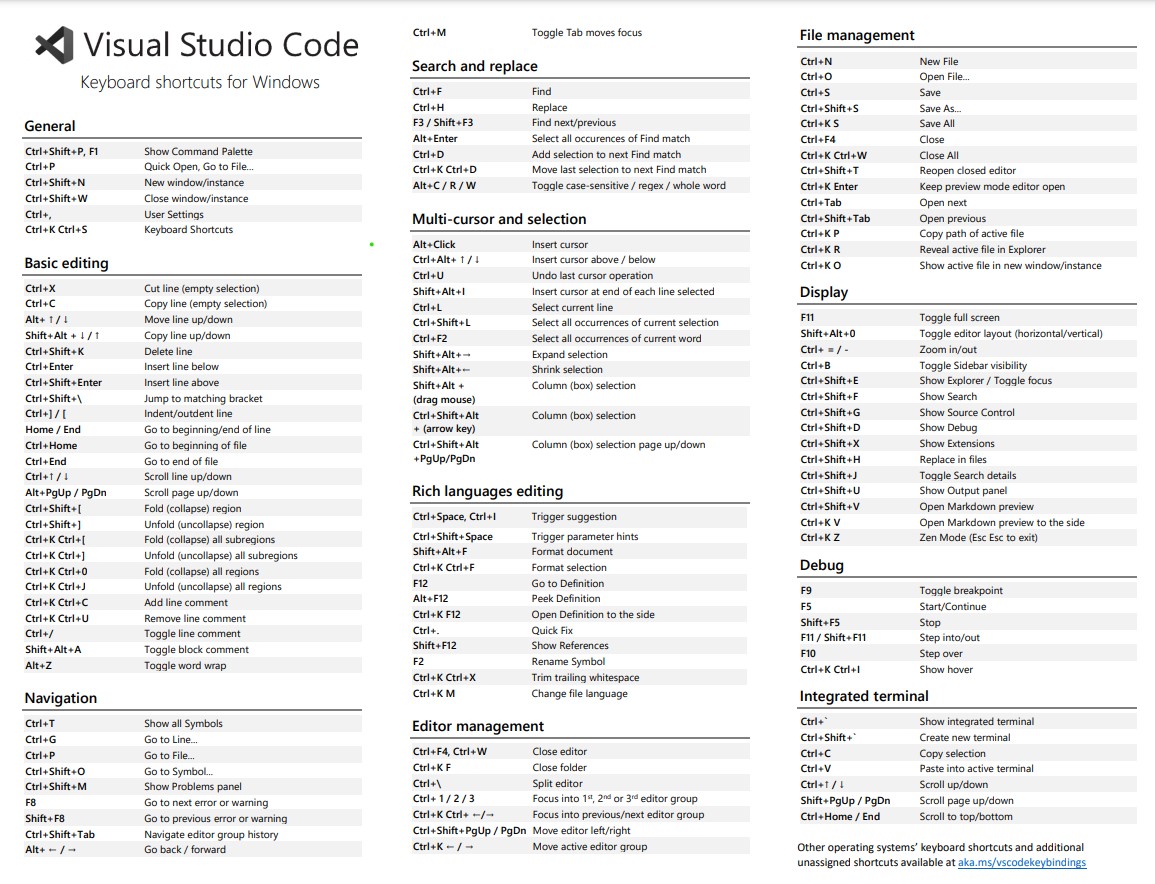 Visual Studio Code
Keyboard shortcuts for Windows
General
Ctrl+Shift+P, F1 Show Command Palette
Ctrl+P Quick Open, Go to File…
Ctrl+Shift+N New window/instance
Ctrl+Shift+W Close window/instance
Ctrl+, User Settings
Ctrl+K Ctrl+S Keyboard Shortcuts
Basic editing
Ctrl+X Cut line (empty selection)
Ctrl+C Copy line (empty selection)
Alt+ ↑ / ↓ Move line up/down
Shift+Alt + ↓ / ↑ Copy line up/down
Ctrl+Shift+K Delete line
Ctrl+Enter Insert line below
Ctrl+Shift+Enter Insert line above
Ctrl+Shift+\ Jump to matching bracket
Ctrl+] / [ Indent/outdent line
Home / End Go to beginning/end of line
Ctrl+Home Go to beginning of file
Ctrl+End Go to end of file
Ctrl+↑ / ↓ Scroll line up/down
Alt+PgUp / PgDn Scroll page up/down
Ctrl+Shift+[ Fold (collapse) region
Ctrl+Shift+] Unfold (uncollapse) region
Ctrl+K Ctrl+[ Fold (collapse) all subregions
Ctrl+K Ctrl+] Unfold (uncollapse) all subregions
Ctrl+K Ctrl+0 Fold (collapse) all regions
Ctrl+K Ctrl+J Unfold (uncollapse) all regions
Ctrl+K Ctrl+C Add line comment
Ctrl+K Ctrl+U Remove line comment
Ctrl+/ Toggle line comment
Shift+Alt+A Toggle block comment
Alt+Z Toggle word wrap
Navigation
Ctrl+T Show all Symbols
Ctrl+G Go to Line...
Ctrl+P Go to File...
Ctrl+Shift+O Go to Symbol...
Ctrl+Shift+M Show Problems panel
F8 Go to next error or warning
Shift+F8 Go to previous error or warning
Ctrl+Shift+Tab Navigate editor group history
Alt+ ← / → Go back / forward
Ctrl+M Toggle Tab moves focus
Search and replace
Ctrl+F Find
Ctrl+H Replace
F3 / Shift+F3 Find next/previous
Alt+Enter Select all occurences of Find match
Ctrl+D Add selection to next Find match
Ctrl+K Ctrl+D Move last selection to next Find match
Alt+C / R / W Toggle case-sensitive / regex / whole word
Multi-cursor and selection
Alt+Click Insert cursor
Ctrl+Alt+ ↑ / ↓ Insert cursor above / below
Ctrl+U Undo last cursor operation
Shift+Alt+I Insert cursor at end of each line selected
Ctrl+L Select current line
Ctrl+Shift+L Select all occurrences of current selection
Ctrl+F2 Select all occurrences of current word
Shift+Alt+→ Expand selection
Shift+Alt+← Shrink selection
Shift+Alt + Column (box) selection
(drag mouse)
Ctrl+Shift+Alt Column (box) selection
+ (arrow key)
Ctrl+Shift+Alt Column (box) selection page up/down
+PgUp/PgDn
Rich languages editing
Ctrl+Space, Ctrl+I Trigger suggestion
Ctrl+Shift+Space Trigger parameter hints
Shift+Alt+F Format document
Ctrl+K Ctrl+F Format selection
F12 Go to Definition
Alt+F12 Peek Definition
Ctrl+K F12 Open Definition to the side
Ctrl+. Quick Fix
Shift+F12 Show References
F2 Rename Symbol
Ctrl+K Ctrl+X Trim trailing whitespace
Ctrl+K M Change file language
Editor management
Ctrl+F4, Ctrl+W Close editor
Ctrl+K F Close folder
Ctrl+\ Split editor
Ctrl+ 1 / 2 / 3 Focus into 1st, 2nd or 3rd editor group
Ctrl+K Ctrl+ ←/→ Focus into previous/next editor group
Ctrl+Shift+PgUp / PgDn Move editor left/right
Ctrl+K ← / → Move active editor group
File management
Ctrl+N New File
Ctrl+O Open File...
Ctrl+S Save
Ctrl+Shift+S Save As...
Ctrl+K S Save All
Ctrl+F4 Close
Ctrl+K Ctrl+W Close All
Ctrl+Shift+T Reopen closed editor
Ctrl+K Enter Keep preview mode editor open
Ctrl+Tab Open next
Ctrl+Shift+Tab Open previous
Ctrl+K P Copy path of active file
Ctrl+K R Reveal active file in Explorer
Ctrl+K O Show active file in new window/instance
Display
F11 Toggle full screen
Shift+Alt+0 Toggle editor layout (horizontal/vertical)
Ctrl+ = / - Zoom in/out
Ctrl+B Toggle Sidebar visibility
Ctrl+Shift+E Show Explorer / Toggle focus
Ctrl+Shift+F Show Search
Ctrl+Shift+G Show Source Control
Ctrl+Shift+D Show Debug
Ctrl+Shift+X Show Extensions
Ctrl+Shift+H Replace in files
Ctrl+Shift+J Toggle Search details
Ctrl+Shift+U Show Output panel
Ctrl+Shift+V Open Markdown preview
Ctrl+K V Open Markdown preview to the side
Ctrl+K Z Zen Mode (Esc Esc to exit)
Debug
F9 Toggle breakpoint
F5 Start/Continue
Shift+F5 Stop
F11 / Shift+F11 Step into/out
F10 Step over
Ctrl+K Ctrl+I Show hover
Integrated terminal
Ctrl+` Show integrated terminal
Ctrl+Shift+` Create new terminal
Ctrl+C Copy selection
Ctrl+V Paste into active terminal
Ctrl+↑ / ↓ Scroll up/down
Shift+PgUp / PgDn Scroll page up/down
Ctrl+Home / End Scroll to top/bottom
Other operating systems’ keyboard shortcuts and additional
unassigned shortcuts available at aka.ms/vscodekeybindings